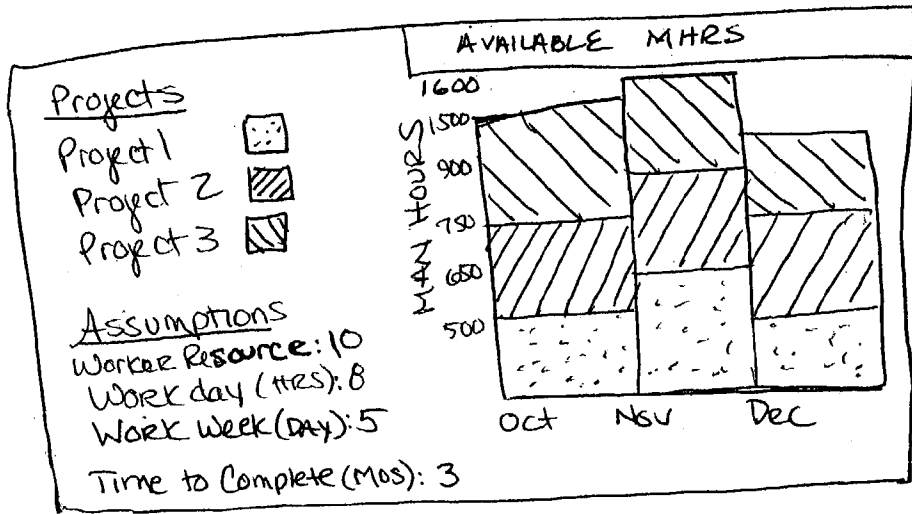 AVAILABLE MHRS
Projects
Project 1
Project 2
Project 3
Assumptions
Worker Resource: 10
Work day (HRS): 8
Work Week (DAY): 5
Time to Complete (MOS): 3
MAN HOURS
1600
1500
900
750
650
500
Oct Nov Dec